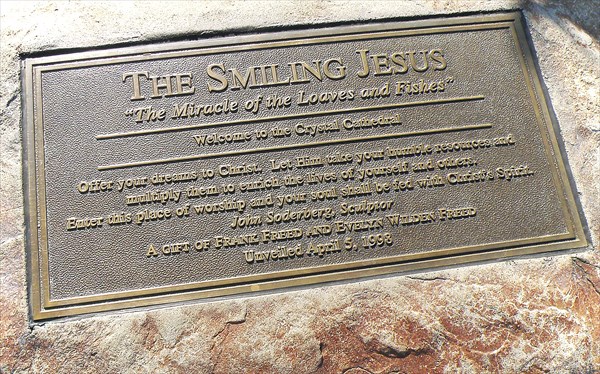 THE SMILING JESUS
"The Miracle of the Loaves and Fishes"
Welcome to the Crystal Cathedral
Offer your dreams to Christ. Let Him take your humble resources and
multiply them to enrich the lives of yourself and others.
Enter this place of worship and your soul shall be fed with Christ's Spirit.
John Soderberg, Sculptor
A GIFT OF FRANK FREED AND EVELYN WALDEN FREED
Unveiled April 5, 1998